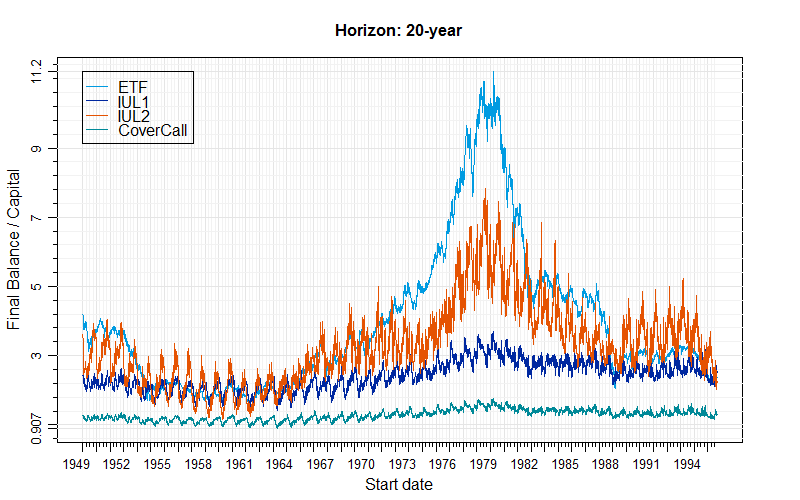 Horizon: 20-year
Final Balance / Capital
11.2
9
7
5
3
0.907
ETF
IUL1
IUL2
CoverCall
1949 1952 1955 1958 1961 1964 1967 1970 1973 1976 1979 1982 1985 1988 1991 1994
Start date